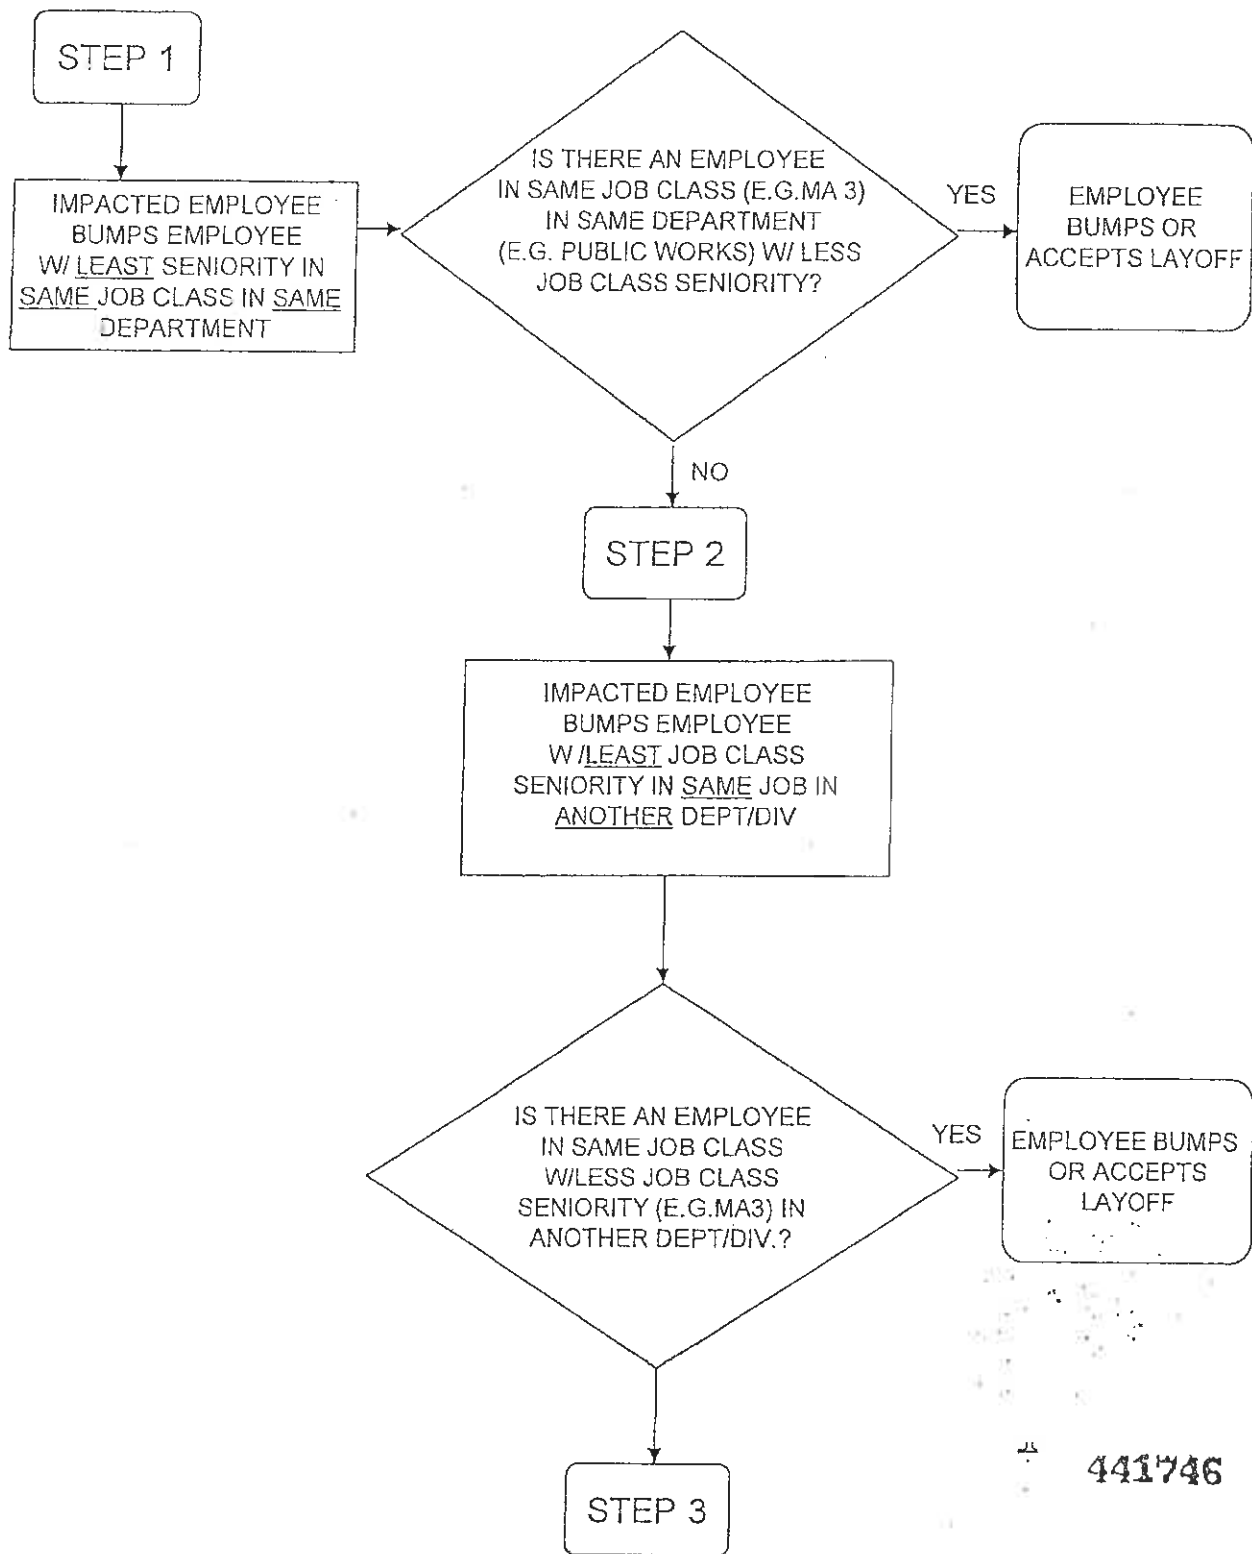 STEP 1
IMPACTED EMPLOYEE
BUMPS EMPLOYEE
W/ LEAST SENIORITY IN
SAME JOB CLASS IN SAME
DEPARTMENT
IS THERE AN EMPLOYEE
IN SAME JOB CLASS (E.G.MA 3)
IN SAME DEPARTMENT
(E.G. PUBLIC WORKS) W/ LESS
JOB CLASS SENIORITY?
YES
EMPLOYEE
BUMPS OR
ACCEPTS LAYOFF
NO
STEP 2
IMPACTED EMPLOYEE
BUMPS EMPLOYEE
W /LEAST JOB CLASS
SENIORITY IN SAME JOB IN
ANOTHER DEPT/DIV
IS THERE AN EMPLOYEE
IN SAME JOB CLASS
W/LESS JOB CLASS
SENIORITY (E.G.MA3) IN
ANOTHER DEPT/DIV.?
YES
EMPLOYEE BUMPS
OR ACCEPTS
LAYOFF
STEP 3
441746